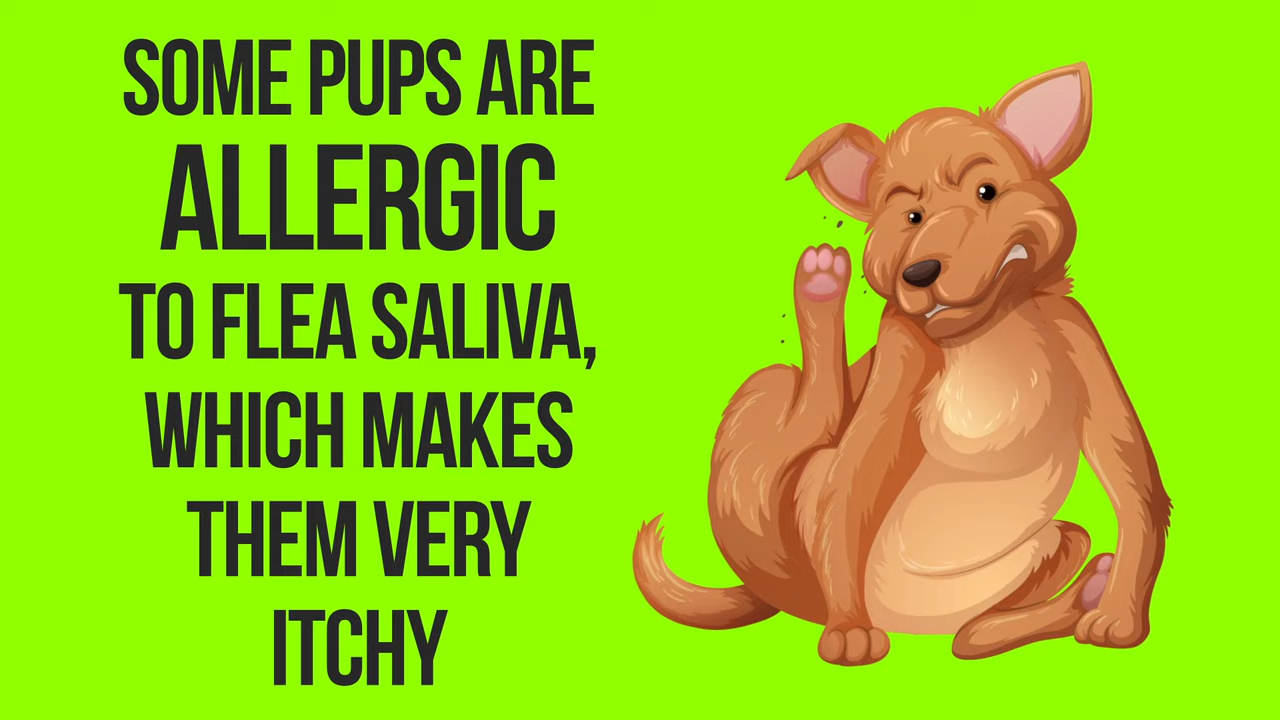 SOME PUPS ARE
ALLERGIC
TO FLEA SALIVA,
WHICH MAKES
THEM VERY
ITCHY